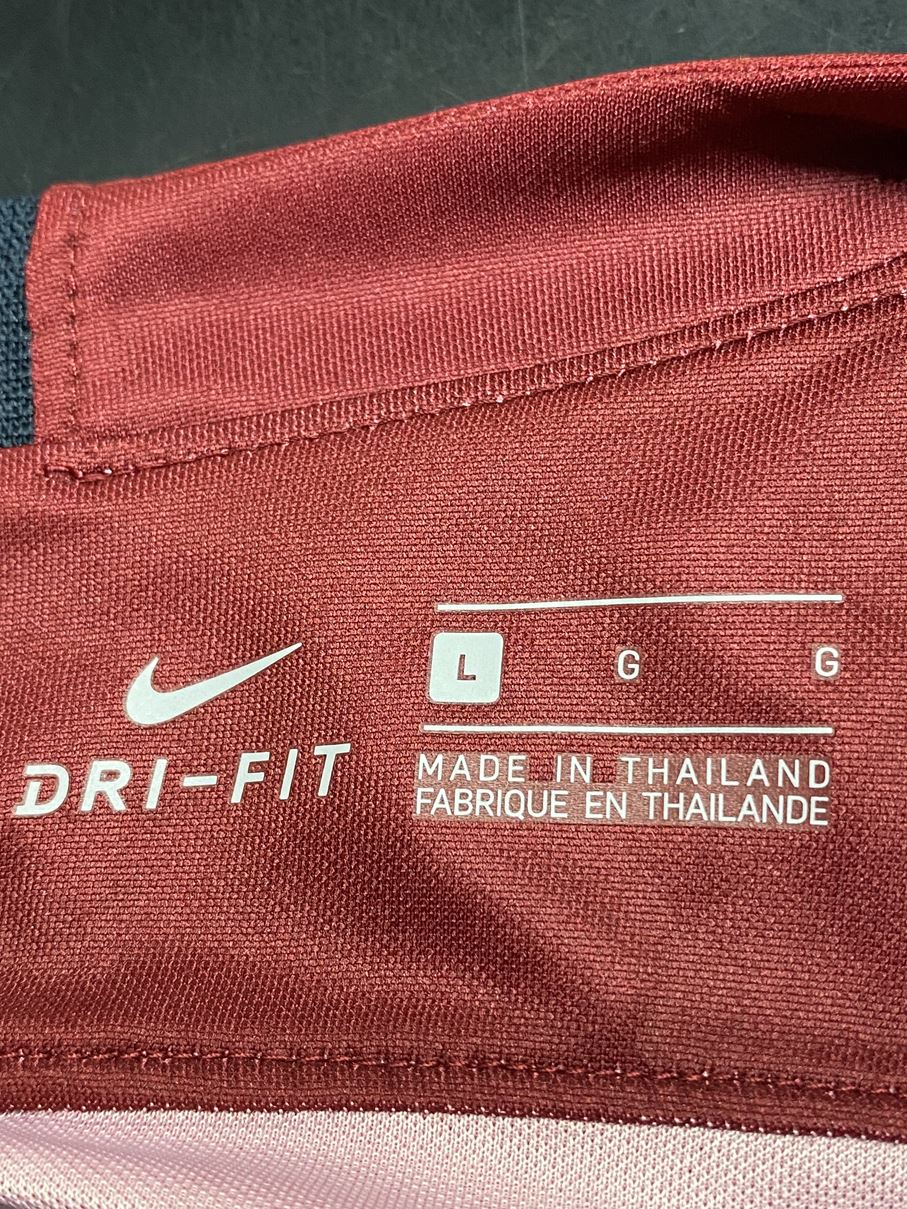 L G G
DRI-FIT
MADE IN THAILAND
FABRIQUE EN THAILANDE